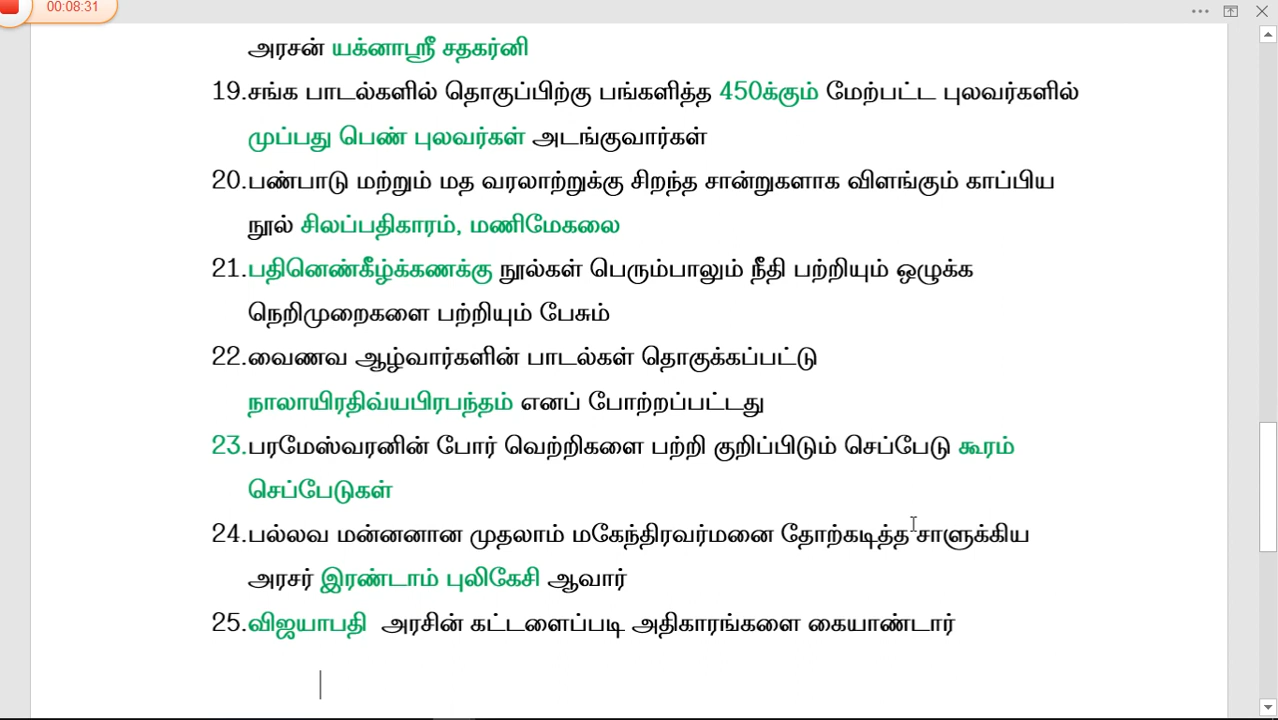 00:08:31
அரசன் யக்னாஸ்ரீ சதகர்னி
19.சங்க பாடல்களில் தொகுப்பிற்கு பங்களித்த 450க்கும் மேற்பட்ட புலவர்களில்
முப்பது பெண் புலவர்கள் அடங்குவார்கள்
20.பண்பாடு மற்றும் மத வரலாற்றுக்கு சிறந்த சான்றுகளாக விளங்கும் காப்பிய
நூல் சிலப்பதிகாரம், மணிமேகலை
21.பதினெண்கீழ்க்கணக்கு நூல்கள் பெரும்பாலும் நீதி பற்றியும் ஒழுக்க
நெறிமுறைகளை பற்றியும் பேசும்
22.வைணவ ஆழ்வார்களின் பாடல்கள் தொகுக்கப்பட்டு
நாலாயிரதிவ்யபிரபந்தம் எனப் போற்றப்பட்டது
23.பரமேஸ்வரனின் போர் வெற்றிகளை பற்றி குறிப்பிடும் செப்பேடு கூரம்
செப்பேடுகள்
24.பல்லவ மன்னனான முதலாம் மகேந்திரவர்மனை தோற்கடித்த சாளுக்கிய
அரசர் இரண்டாம் புலிகேசி ஆவார்
25.விஜயாபதி அரசின் கட்டளைப்படி அதிகாரங்களை கையாண்டார்